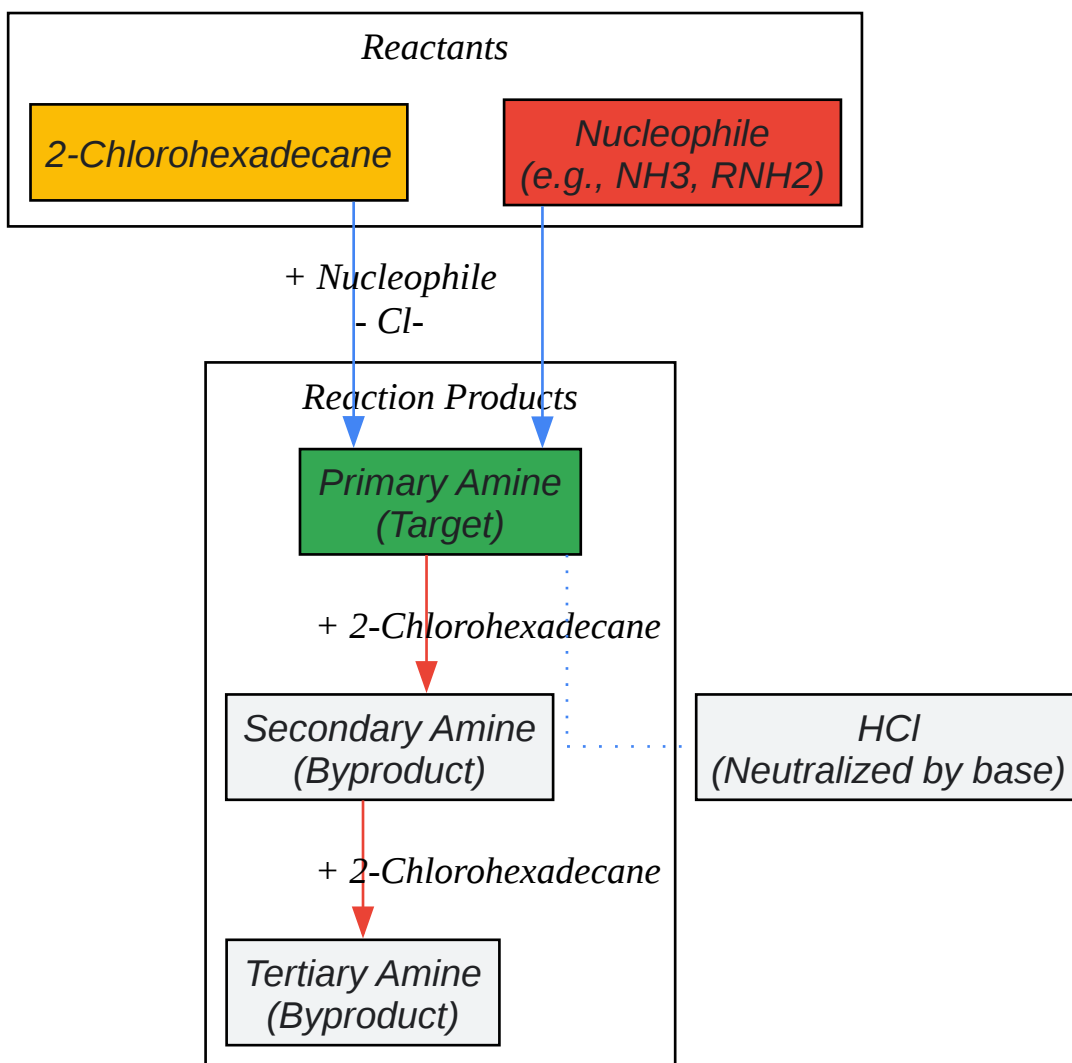 Reactants
2-Chlorohexadecane
Nucleophile
(e.g., NH3, RNH2)
+ Nucleophile
- Cl-
Reaction Products
Primary Amine
(Target)
+ 2-Chlorohexadecane
Secondary Amine
(Byproduct)
HCl
(Neutralized by base)
+ 2-Chlorohexadecane
Tertiary Amine
(Byproduct)